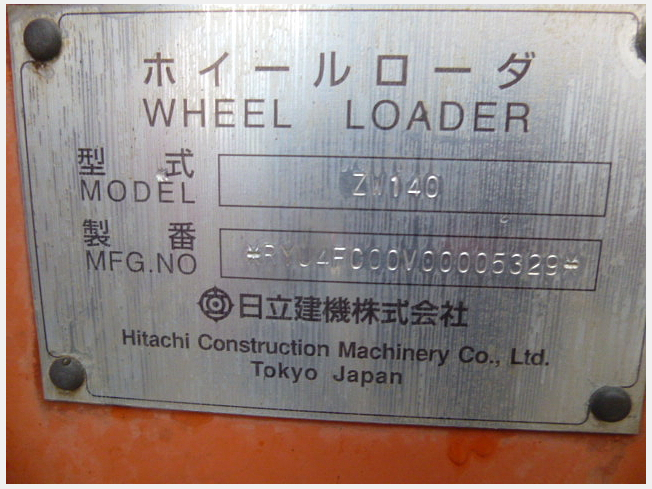 ホイールローダ
WHEEL LOADER
型式 ZW140
MODEL
製番
MFG.NO
日立建機株式会社
Hitachi Construction Machinery Co., Ltd.
Tokyo Japan